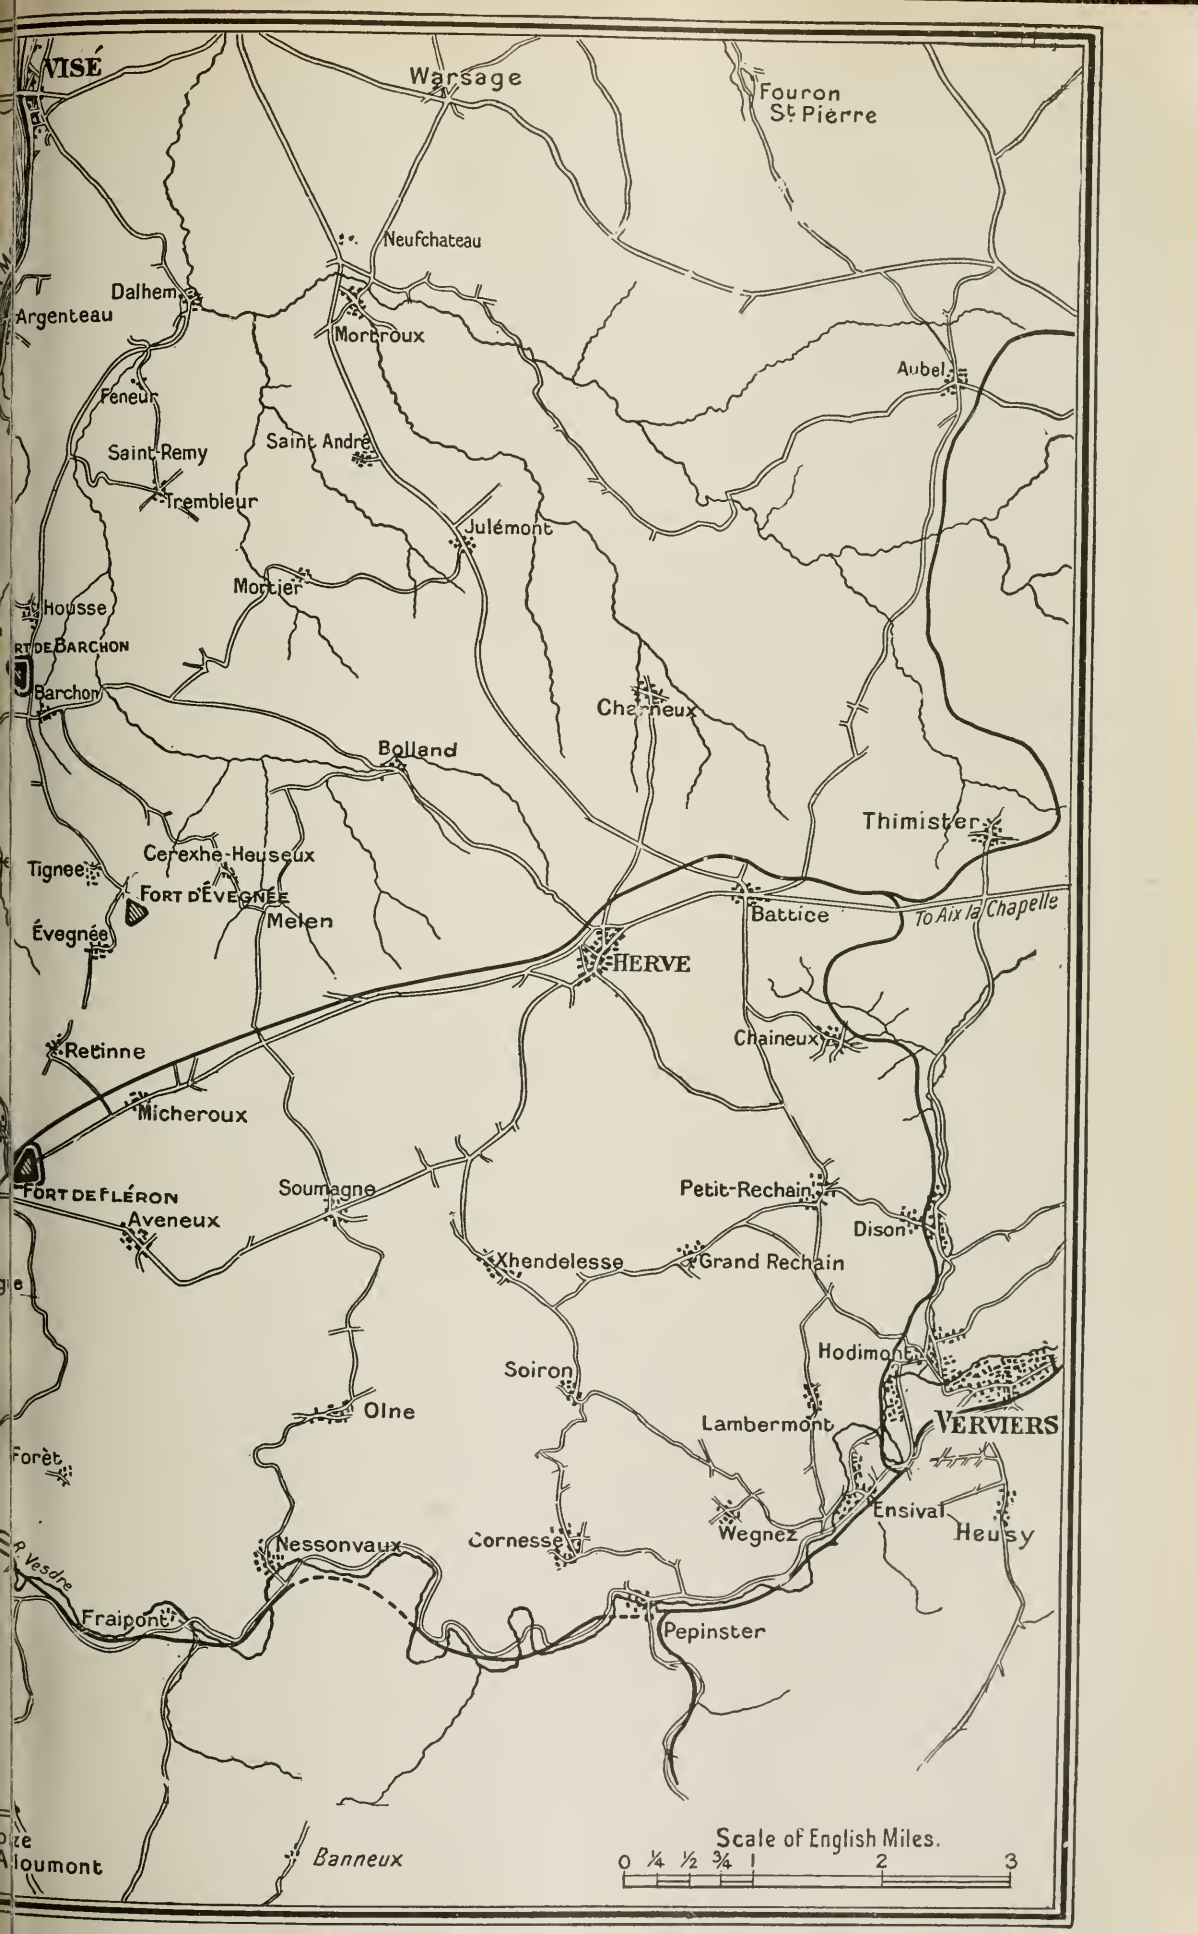 VISÉ
Warsage
Fouron
St. Pierre
Neufchateau
Dalhem
Argenteau
Mortroux
Aubel
Feneur
Saint Remy
Saint André
Trembleur
Julémont
Mortier
Housse
RT DE BARCHON
Barchon
Charneux
Bolland
Thimister
Cerexhe-Heuseux
Tignee
FORT D'ÉVEGNÉE
Melen
Évegnée
Battice
To Aix la Chapelle
HERVE
Chaineux
Retinne
Micheroux
FORT DE FLÉRON
Soumagne
Petit-Rechain
Aveneux
Dison
Xhendelesse
Grand Rechain
Hodimont
Soiron
Olne
Lambermont
VERVIERS
Forèt
Ensival
Heusy
Wegnez
Cornesse
Nessonvaux
R. Vesdre
Fraipont
Pepinster
Banneux
Aloumont
Scale of English Miles.
0 ¼ ½ ¾ 1 2 3